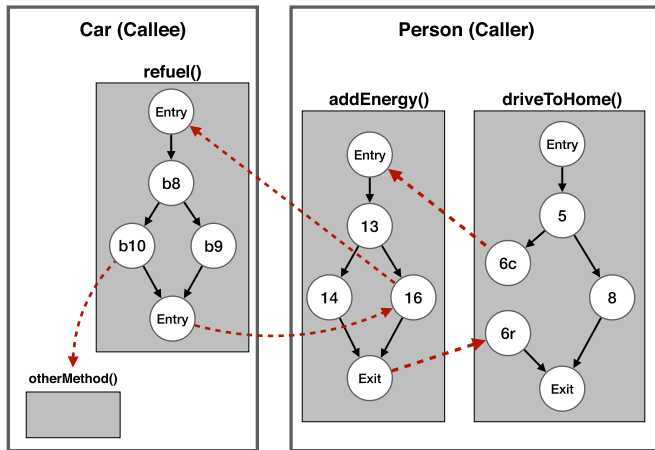 Car (Callee)
refuel()
Entry
b8
b10
b9
Entry
otherMethod()
Person (Caller)
addEnergy()
Entry
13
14
16
Exit
driveToHome()
Entry
5
6c
8
6r
Exit